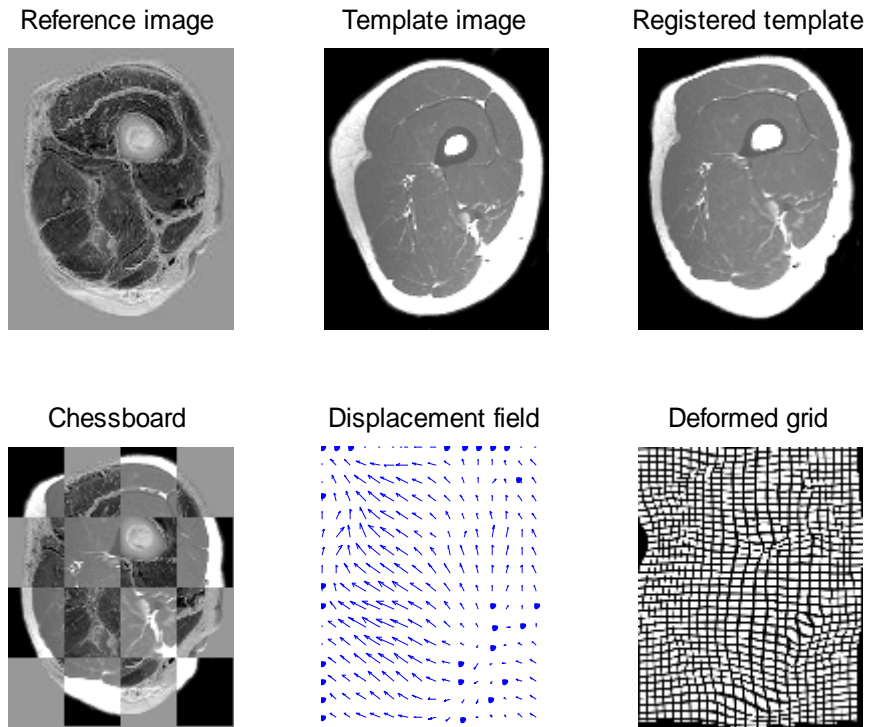 Reference image
Template image
Registered template
Chessboard
Displacement field
Deformed grid